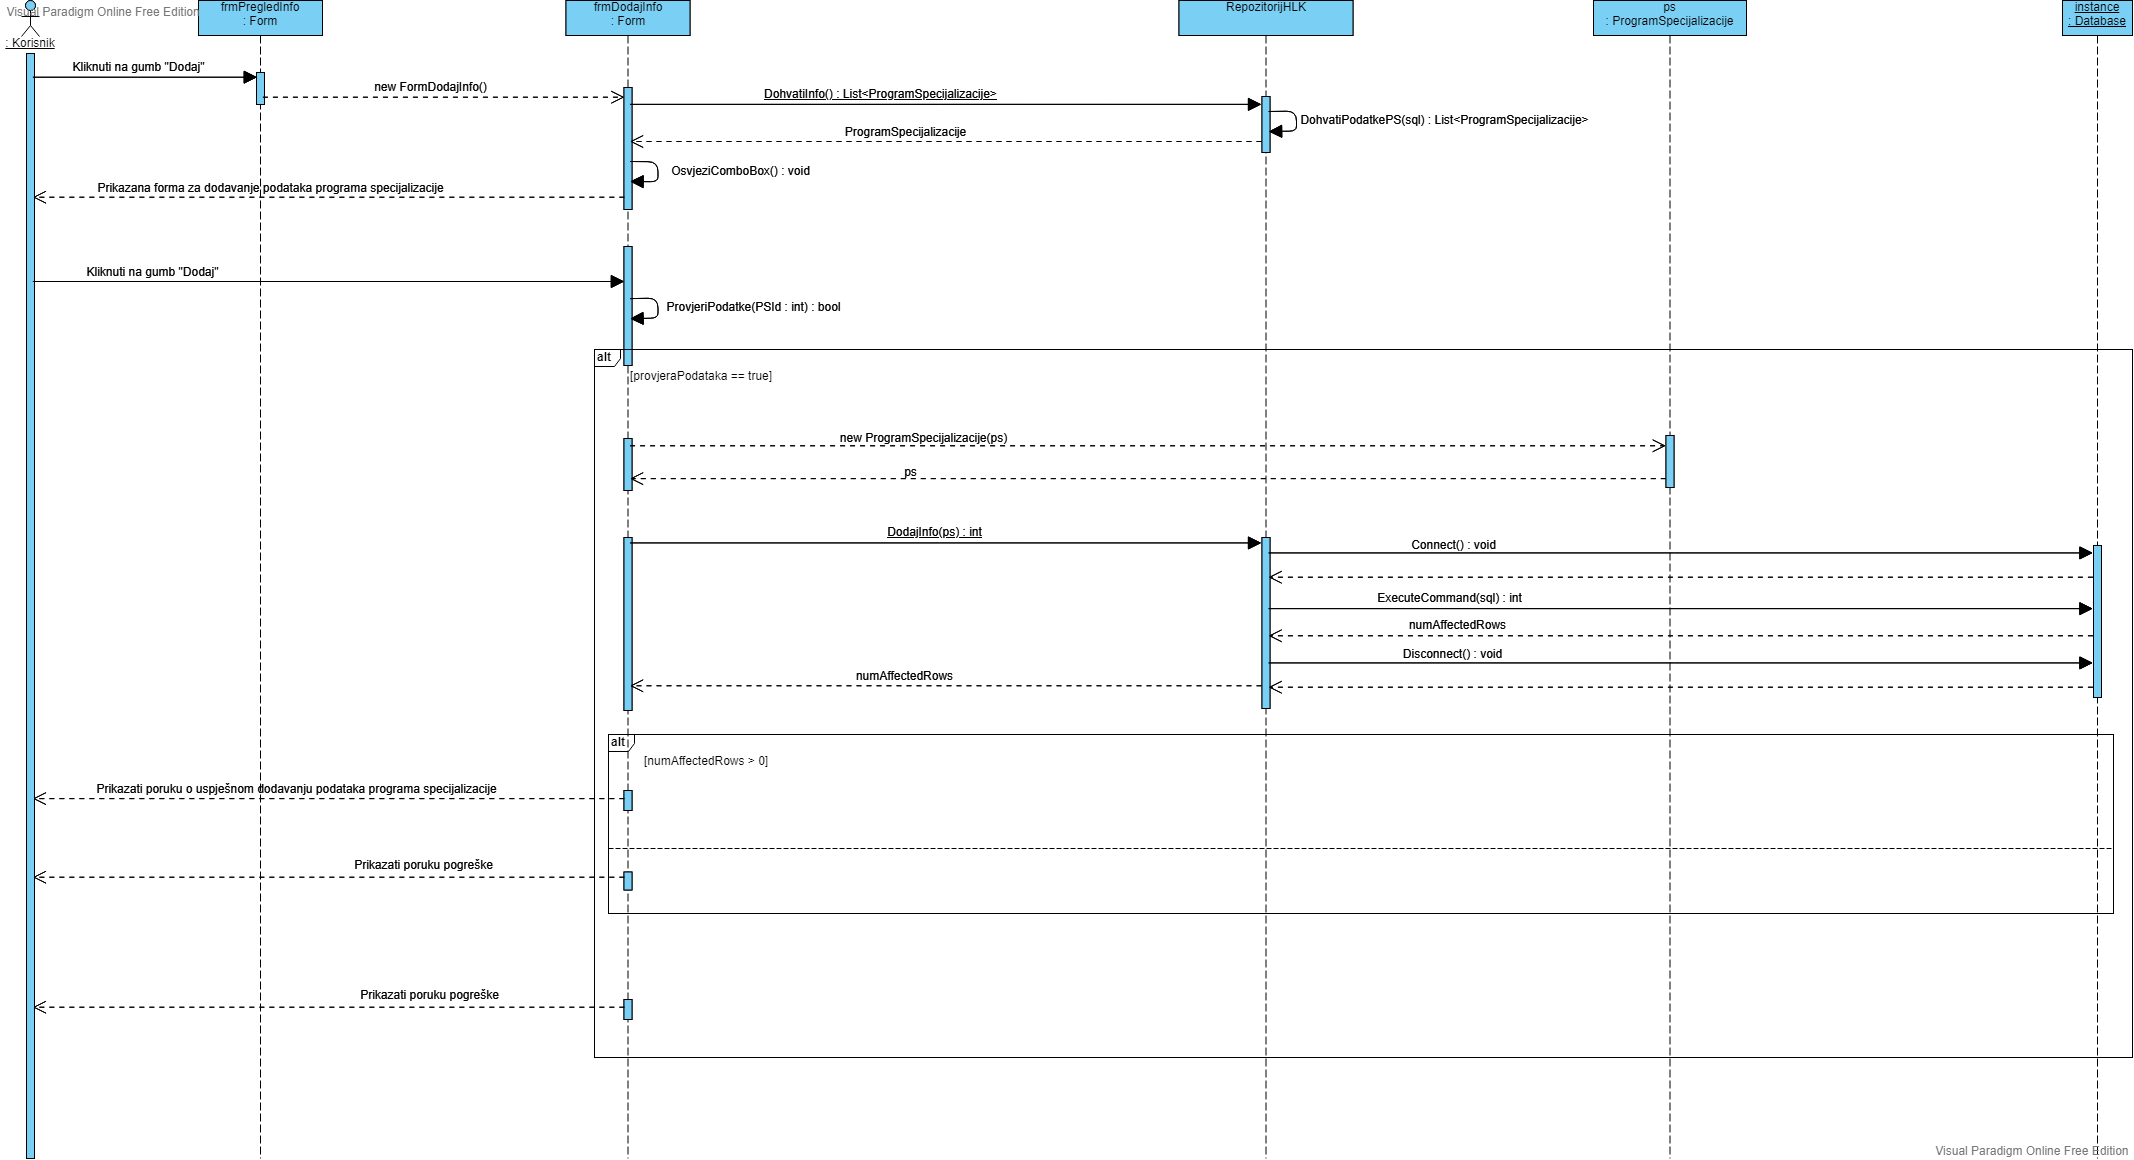 Visual Paradigm Online Free Edition
: Korisnik
frmPregledInfo
: Form
frmDodajInfo
: Form
RepozitorijHLK
ps
: ProgramSpecijalizacije
instance
: Database
Kliknuti na gumb "Dodaj"
new FormDodajInfo()
DohvatiInfo() : List<ProgramSpecijalizacije>
DohvatiPodatkePS(sql) : List<ProgramSpecijalizacije>
ProgramSpecijalizacije
OsvjeziComboBox() : void
Prikazana forma za dodavanje podataka programa specijalizacije
Kliknuti na gumb "Dodaj"
ProvjeriPodatke(PSId : int) : bool
alt
[provjeraPodataka == true]
new ProgramSpecijalizacije(ps)
ps
DodajInfo(ps) : int
Connect() : void
ExecuteCommand(sql) : int
numAffectedRows
Disconnect() : void
numAffectedRows
alt
[numAffectedRows > 0]
Prikazati poruku o uspješnom dodavanju podataka programa specijalizacije
Prikazati poruku pogreške
Prikazati poruku pogreške
Visual Paradigm Online Free Edition